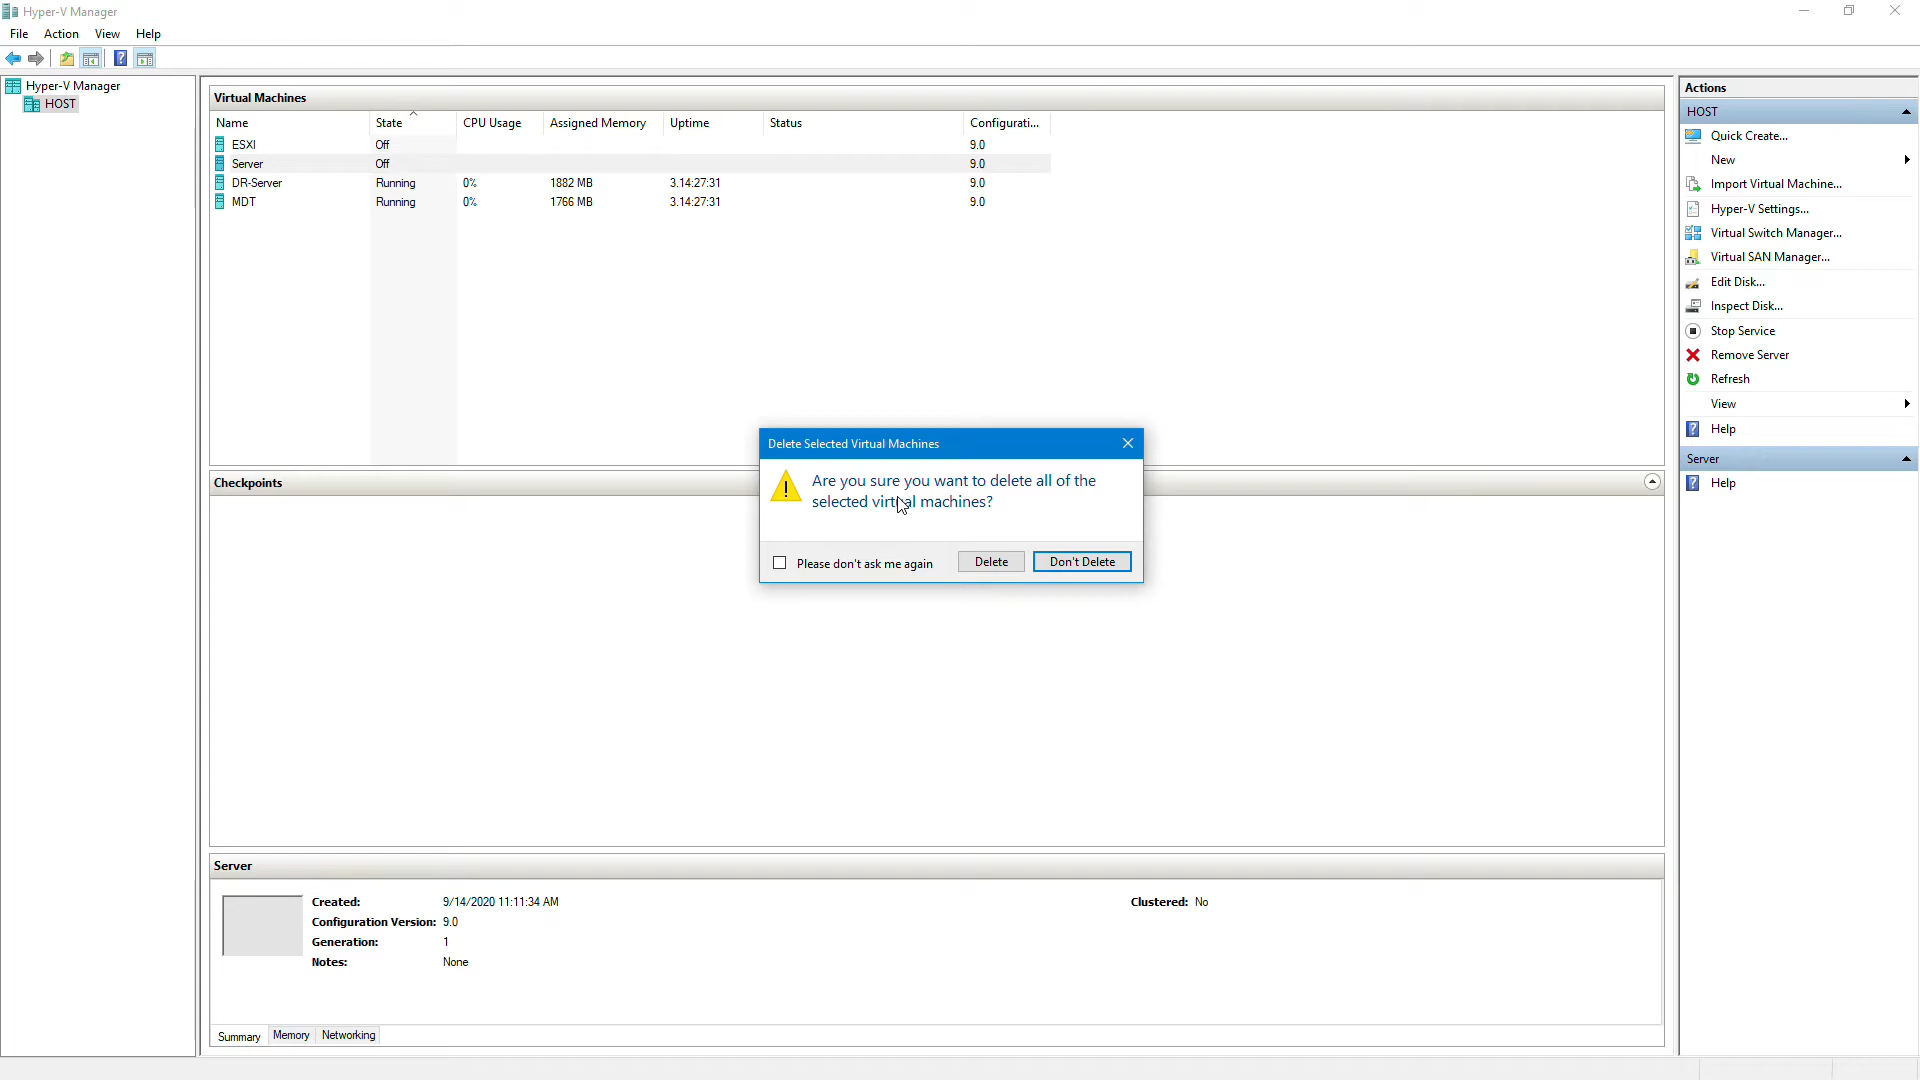 Hyper-V Manager
File Action View Help
Hyper-V Manager
HOST
Virtual Machines
Name State CPU Usage Assigned Memory Uptime Status Configurati...
ESXI Off 9.0
Server Off 9.0
DR-Server Running 0% 1882 MB 3.14:27:31 9.0
MDT Running 0% 1766 MB 3.14:27:31 9.0
Delete Selected Virtual Machines
Are you sure you want to delete all of the
selected virtual machines?
Please don't ask me again Delete Don't Delete
Checkpoints
Server
Created: 9/14/2020 11:11:34 AM Clustered: No
Configuration Version: 9.0
Generation: 1
Notes: None
Summary Memory Networking
Actions
HOST
Quick Create...
New
Import Virtual Machine...
Hyper-V Settings...
Virtual Switch Manager...
Virtual SAN Manager...
Edit Disk...
Inspect Disk...
Stop Service
Remove Server
Refresh
View
Help
Server
Help